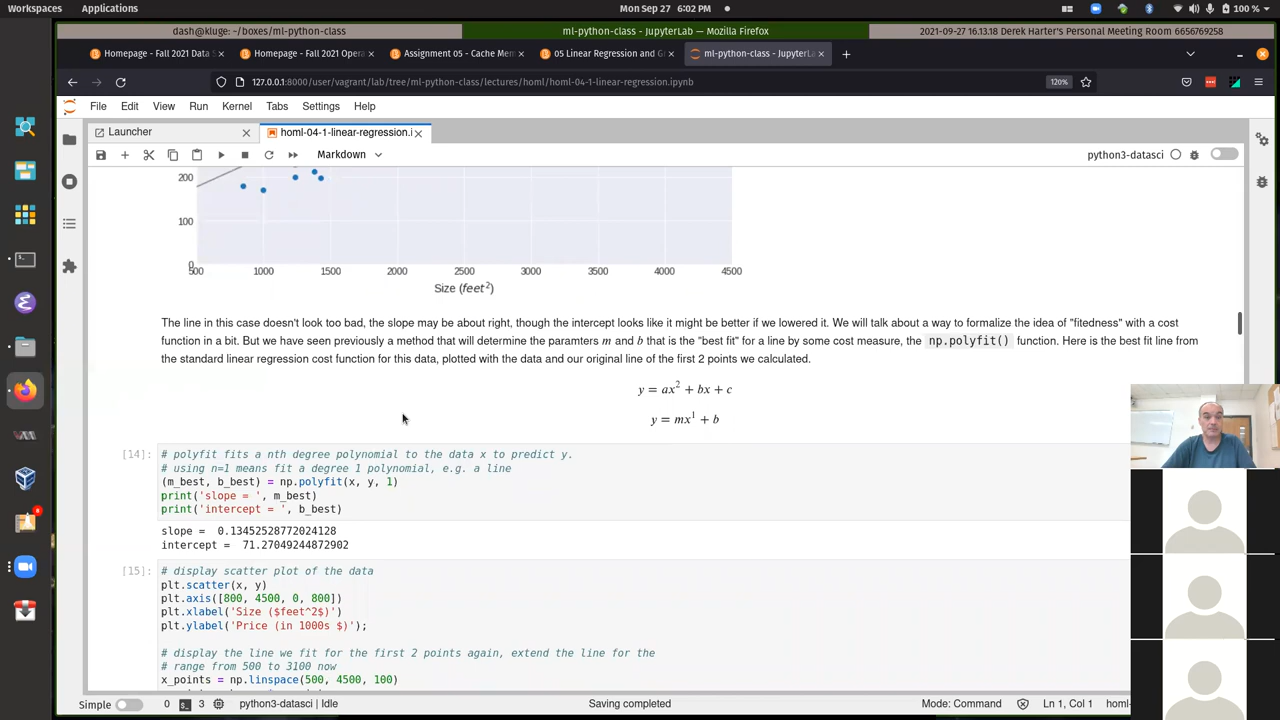 Workspaces Applications Mon Sep 27 6:02 PM 100 %
dash@kluge: ~/boxes/ml-python-class ml-python-class - JupyterLab — Mozilla Firefox 2021-09-27 16.13.18 Derek Harter's Personal Meeting Room 6656769258
Homepage - Fall 2021 Data S Homepage - Fall 2021 Opera Assignment 05 - Cache Mem 05 Linear Regression and G ml-python-class - JupyterLa
127.0.0.1:8000/user/vagrant/lab/tree/ml-python-class/lectures/homl/homl-04-1-linear-regression.ipynb 120%
File Edit View Run Kernel Tabs Settings Help
Launcher homl-04-1-linear-regression.i
Markdown python3-datasci
200
100
0
500 1000 1500 2000 2500 3000 3500 4000 4500
Size (feet²)
The line in this case doesn't look too bad, the slope may be about right, though the intercept looks like it might be better if we lowered it. We will talk about a way to formalize the idea of "fitedness" with a cost
function in a bit. But we have seen previously a method that will determine the paramters m and b that is the "best fit" for a line by some cost measure, the np.polyfit() function. Here is the best fit line from
the standard linear regression cost function for this data, plotted with the data and our original line of the first 2 points we calculated.
y = ax² + bx + c
y = mx¹ + b
[14]: # polyfit fits a nth degree polynomial to the data x to predict y.
# using n=1 means fit a degree 1 polynomial, e.g. a line
(m_best, b_best) = np.polyfit(x, y, 1)
print('slope = ', m_best)
print('intercept = ', b_best)
slope = 0.13452528772024128
intercept = 71.27049244872902
[15]: # display scatter plot of the data
plt.scatter(x, y)
plt.axis([800, 4500, 0, 800])
plt.xlabel('Size ($feet^2$)')
plt.ylabel('Price (in 1000s $)');
# display the line we fit for the first 2 points again, extend the line for the
# range from 500 to 3100 now
x_points = np.linspace(500, 4500, 100)
Simple 0 3 python3-datasci | Idle Saving completed Mode: Command Ln 1, Col 1 homl-